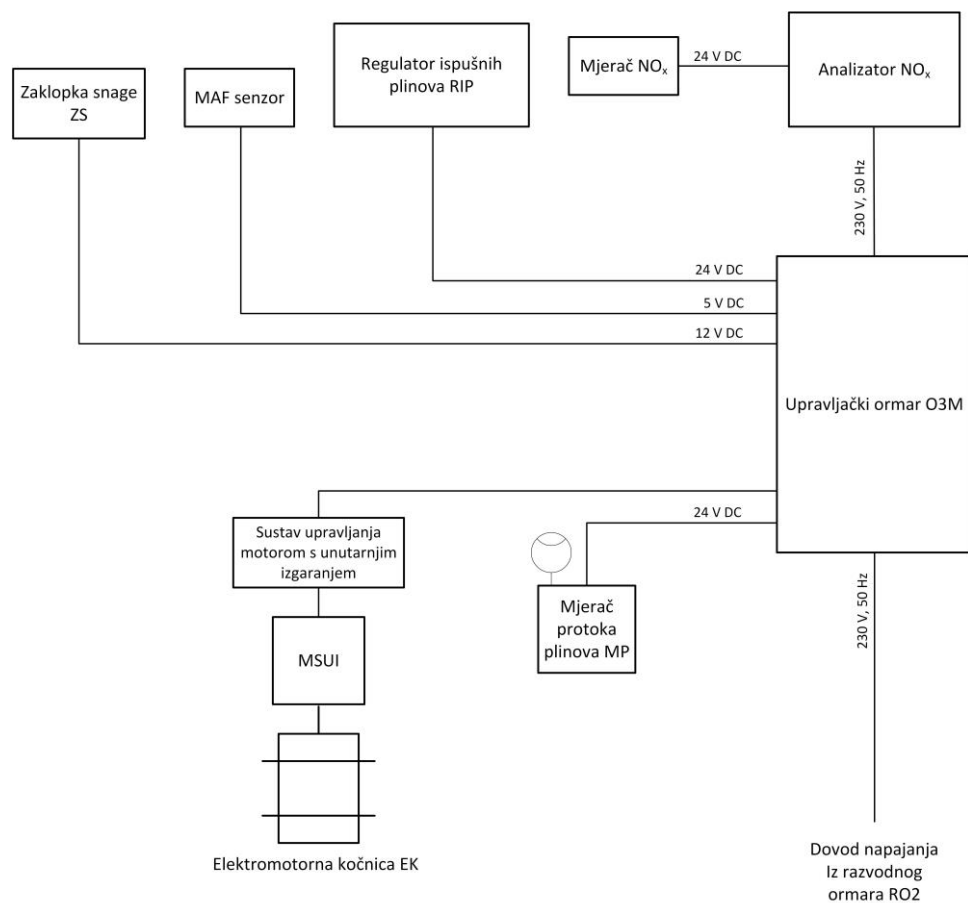 Zaklopka snage
ZS
MAF senzor
Regulator ispušnih
plinova RIP
Mjerač NOₓ
24 V DC
Analizator NOₓ
230 V, 50 Hz
24 V DC
5 V DC
12 V DC
Upravljački ormar O3M
24 V DC
Sustav upravljanja
motorom s unutarnjim
izgaranjem
Mjerač
protoka
plinova MP
230 V, 50 Hz
MSUI
Elektromotorna kočnica EK
Dovod napajanja
Iz razvodnog
ormara RO2